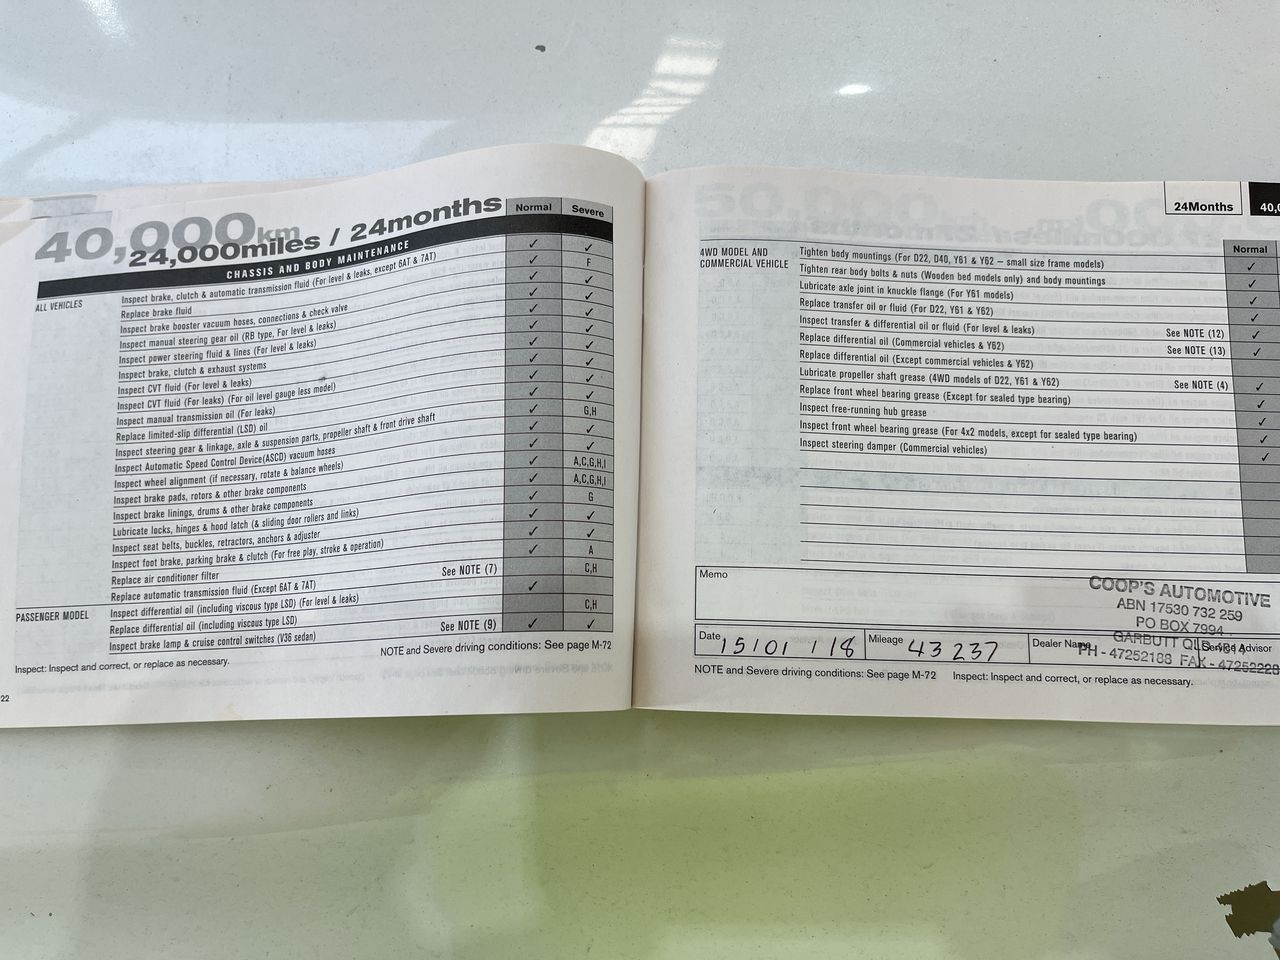 40,000km
24,000miles / 24months
Normal
Severe
CHASSIS AND BODY MAINTENANCE
ALL VEHICLES
Inspect brake, clutch & automatic transmission fluid (For level & leaks, except 6AT & 7AT)
Replace brake fluid
F
Inspect brake booster vacuum hoses, connections & check valve
Inspect manual steering gear oil (RB type, For level & leaks)
Inspect power steering fluid & lines (For level & leaks)
Inspect brake, clutch & exhaust systems
Inspect CVT fluid (For level & leaks)
Inspect CVT fluid (For leaks) (For oil level gauge less model)
Inspect manual transmission oil (For leaks)
Replace limited-slip differential (LSD) oil
Inspect steering gear & linkage, axle & suspension parts, propeller shaft & front drive shaft
G,H
Inspect Automatic Speed Control Device(ASCD) vacuum hoses
Inspect wheel alignment (if necessary, rotate & balance wheels)
Inspect brake pads, rotors & other brake components
A,C,G,H,I
Inspect brake linings, drums & other brake components
A,C,G,H,I
Lubricate locks, hinges & hood latch (& sliding door rollers and links)
G
Inspect seat belts, buckles, retractors, anchors & adjuster
Inspect foot brake, parking brake & clutch (For free play, stroke & operation)
Replace air conditioner filter
A
Replace automatic transmission fluid (Except 6AT & 7AT)
See NOTE (7)
C,H
PASSENGER MODEL
Inspect differential oil (including viscous type LSD) (For level & leaks)
Replace differential oil (including viscous type LSD)
See NOTE (9)
C,H
Inspect brake lamp & cruise control switches (V36 sedan)
Inspect: Inspect and correct, or replace as necessary.
NOTE and Severe driving conditions: See page M-72
22
24Months
40,0
Normal
4WD MODEL AND
COMMERCIAL VEHICLE
Tighten body mountings (For D22, D40, Y61 & Y62 – small size frame models)
Tighten rear body bolts & nuts (Wooden bed models only) and body mountings
Lubricate axle joint in knuckle flange (For Y61 models)
Replace transfer oil or fluid (For D22, Y61 & Y62)
Inspect transfer & differential oil or fluid (For level & leaks)
See NOTE (12)
Replace differential oil (Commercial vehicles & Y62)
See NOTE (13)
Replace differential oil (Except commercial vehicles & Y62)
Lubricate propeller shaft grease (4WD models of D22, Y61 & Y62)
See NOTE (4)
Replace front wheel bearing grease (Except for sealed type bearing)
Inspect free-running hub grease
Inspect front wheel bearing grease (For 4x2 models, except for sealed type bearing)
Inspect steering damper (Commercial vehicles)
Memo
COOP'S AUTOMOTIVE
ABN 17530 732 259
PO BOX 7994
GARBUTT QLD 4814
PH - 47252188 FAX - 47252228
Date 15/01/18
Mileage 43 237
Dealer Name
Service Advisor
NOTE and Severe driving conditions: See page M-72
Inspect: Inspect and correct, or replace as necessary.